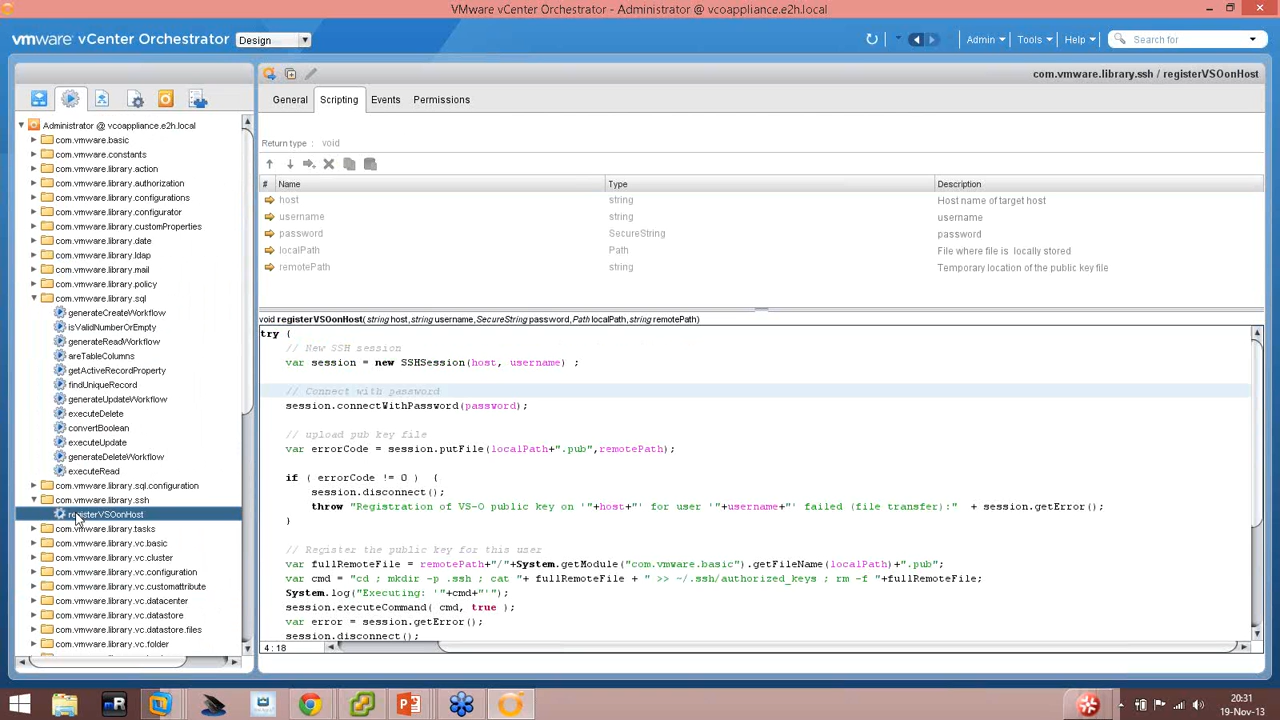 VMware vCenter Orchestrator - Administrator @ vcoappliance.e2h.local
vmware vCenter Orchestrator
Design
Admin
Tools
Help
Search for
com.vmware.library.ssh / registerVSOonHost
General
Scripting
Events
Permissions
Administrator @ vcoappliance.e2h.local
com.vmware.basic
com.vmware.constants
com.vmware.library.action
com.vmware.library.authorization
com.vmware.library.configurations
com.vmware.library.configurator
com.vmware.library.customProperties
com.vmware.library.date
com.vmware.library.ldap
com.vmware.library.mail
com.vmware.library.policy
com.vmware.library.sql
generateCreateWorkflow
isValidNumberOrEmpty
generateReadWorkflow
areTableColumns
getActiveRecordProperty
findUniqueRecord
generateUpdateWorkflow
executeDelete
convertBoolean
executeUpdate
generateDeleteWorkflow
executeRead
com.vmware.library.sql.configuration
com.vmware.library.ssh
registerVSOonHost
com.vmware.library.tasks
com.vmware.library.vc.basic
com.vmware.library.vc.cluster
com.vmware.library.vc.configuration
com.vmware.library.vc.customattribute
com.vmware.library.vc.datacenter
com.vmware.library.vc.datastore
com.vmware.library.vc.datastore.files
com.vmware.library.vc.folder
Return type : void
# Name Type Description
host string Host name of target host
username string username
password SecureString password
localPath Path File where file is locally stored
remotePath string Temporary location of the public key file
void registerVSOonHost( string host,string username,SecureString password,Path localPath,string remotePath)
try {
// New SSH session
var session = new SSHSession(host, username) ;
// Connect with password
session.connectWithPassword(password);
// upload pub key file
var errorCode = session.putFile(localPath+".pub",remotePath);
if ( errorCode != 0 ) {
session.disconnect();
throw "Registration of VS-O public key on '"+host+"' for user '"+username+"' failed (file transfer):" + session.getError();
}
// Register the public key for this user
var fullRemoteFile = remotePath+"/"+System.getModule("com.vmware.basic").getFileName(localPath)+".pub";
var cmd = "cd ; mkdir -p .ssh ; cat "+ fullRemoteFile + " >> ~/.ssh/authorized_keys ; rm -f "+fullRemoteFile;
System.log("Executing: '"+cmd+"'");
session.executeCommand( cmd, true );
var error = session.getError();
session.disconnect();
4 : 18
20:31
19-Nov-13